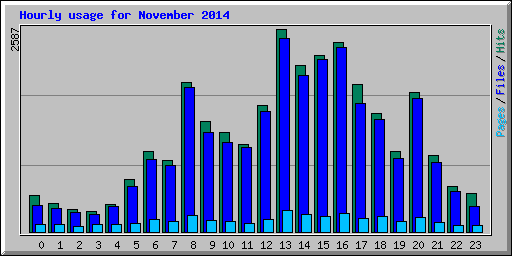 Hourly usage for November 2014
2587
Pages / Files / Hits
0 1 2 3 4 5 6 7 8 9 10 11 12 13 14 15 16 17 18 19 20 21 22 23